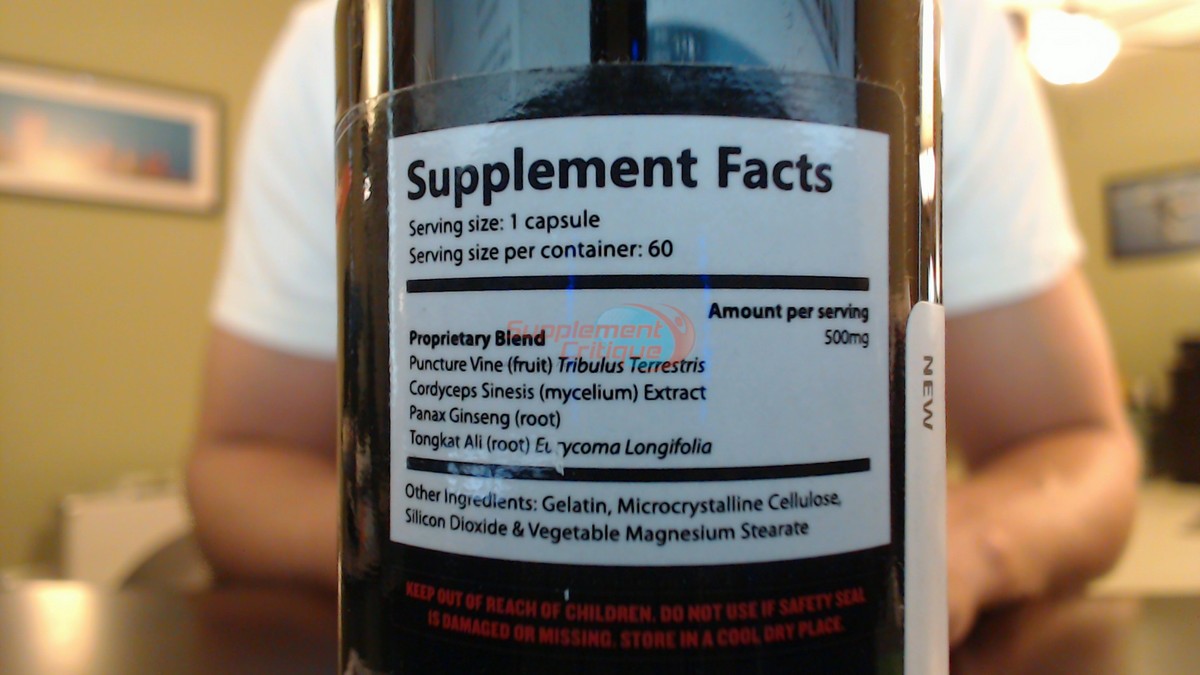 Supplement Facts
Serving size: 1 capsule
Serving size per container: 60
Amount per serving
Proprietary Blend 500mg
Puncture Vine (fruit) Tribulus Terrestris
Cordyceps Sinesis (mycelium) Extract
Panax Ginseng (root)
Tongkat Ali (root) Eurycoma Longifolia
Other Ingredients: Gelatin, Microcrystalline Cellulose,
Silicon Dioxide & Vegetable Magnesium Stearate
KEEP OUT OF REACH OF CHILDREN. DO NOT USE IF SAFETY SEAL
IS DAMAGED OR MISSING. STORE IN A COOL DRY PLACE.
NEW
Supplement
Critique